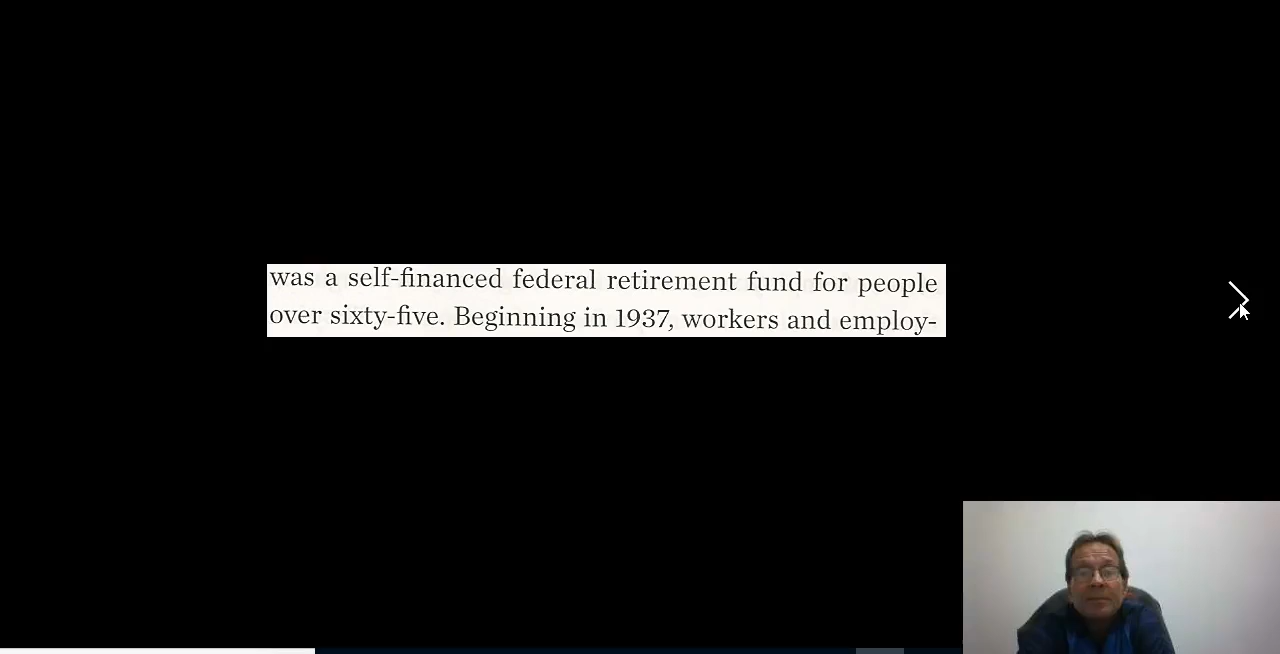 was a self-financed federal retirement fund for people
over sixty-five. Beginning in 1937, workers and employ-